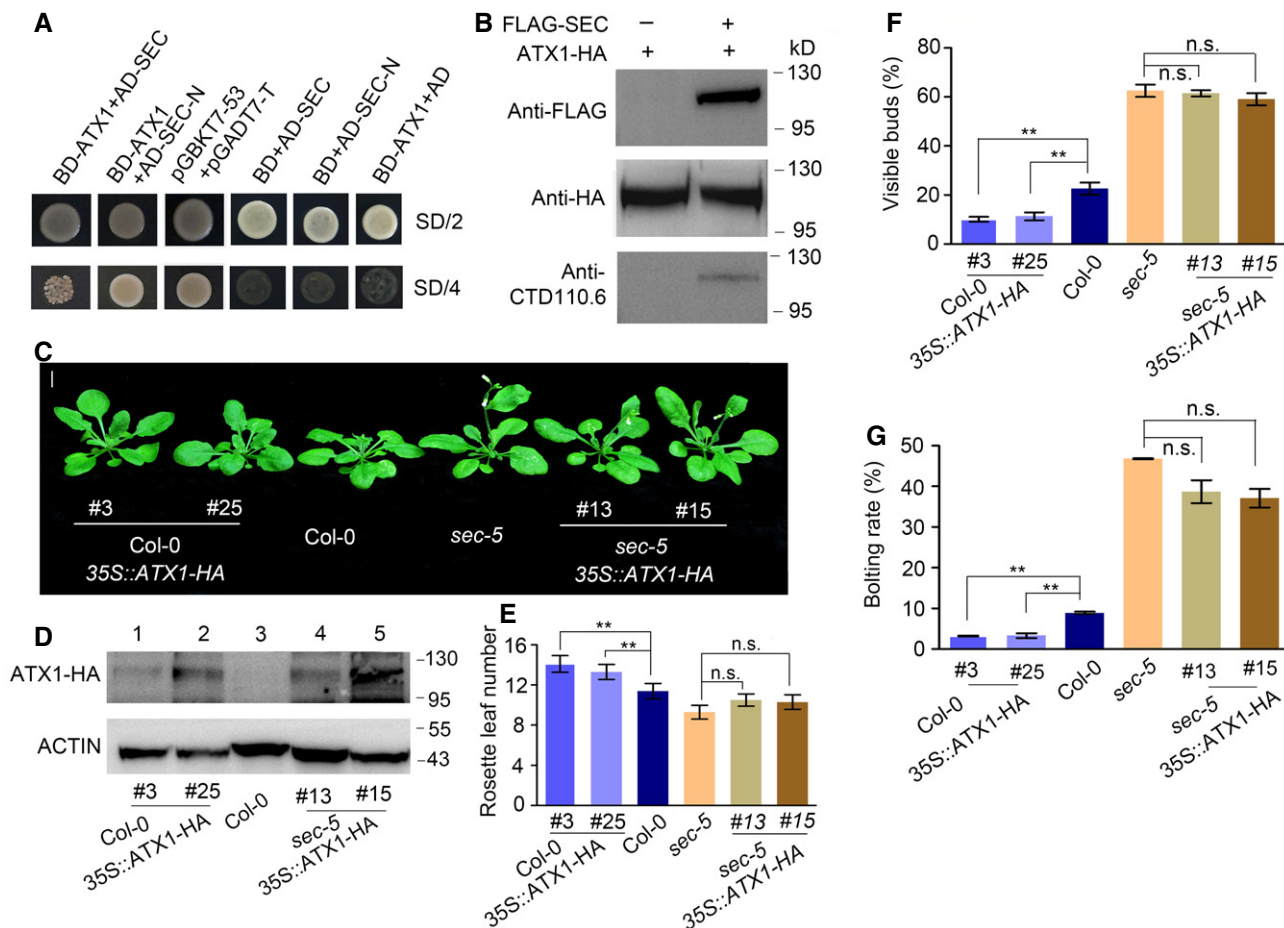 A
BD-ATX1+AD-SEC
BD-ATX1
+AD-SEC-N
pGBKT7-53
+pGADT7-T
BD+AD-SEC
BD+AD-SEC-N
BD-ATX1+AD
SD/2
SD/4
B
FLAG-SEC − +
ATX1-HA + + kD
Anti-FLAG
130
95
Anti-HA
130
95
Anti-
CTD110.6
130
95
C
#3 #25 #13 #15
Col-0 Col-0 sec-5 sec-5
35S::ATX1-HA 35S::ATX1-HA
D
1 2 3 4 5
ATX1-HA
130
95
ACTIN
55
43
#3 #25 Col-0 #13 #15
Col-0
35S::ATX1-HA
sec-5
35S::ATX1-HA
E
Rosette leaf number
16
12
8
4
0
**
**
n.s.
n.s.
#3 #25 Col-0 sec-5 #13 #15
Col-0
35S::ATX1-HA
sec-5
35S::ATX1-HA
F
Visible buds (%)
80
60
40
20
0
**
**
n.s.
n.s.
#3 #25 Col-0 sec-5 #13 #15
Col-0
35S::ATX1-HA
sec-5
35S::ATX1-HA
G
Bolting rate (%)
50
40
30
20
10
0
**
**
n.s.
n.s.
#3 #25 Col-0 sec-5 #13 #15
Col-0
35S::ATX1-HA
sec-5
35S::ATX1-HA